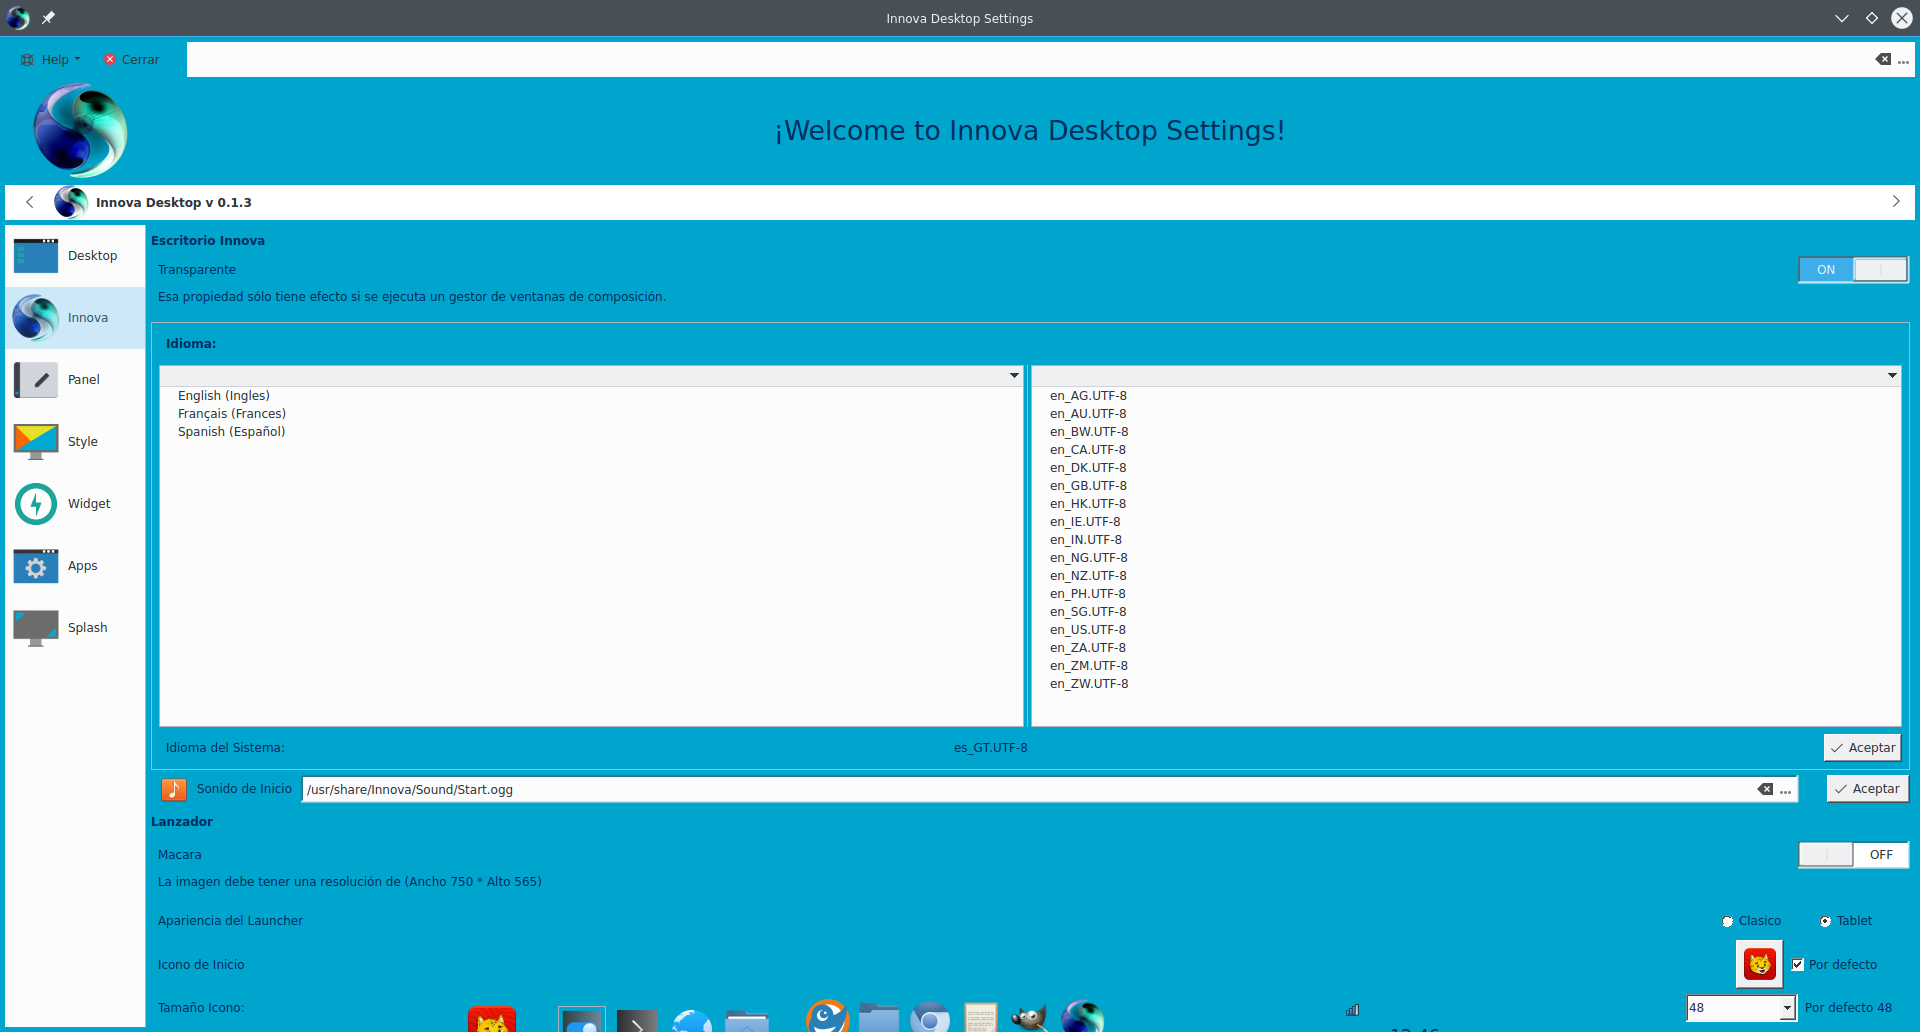 Innova Desktop Settings
Help
Cerrar
...
¡Welcome to Innova Desktop Settings!
Innova Desktop v 0.1.3
Desktop
Innova
Panel
Style
Widget
Apps
Splash
Escritorio Innova
Transparente
ON
Esa propiedad sólo tiene efecto si se ejecuta un gestor de ventanas de composición.
Idioma:
English (Ingles)
Français (Frances)
Spanish (Español)
en_AG.UTF-8
en_AU.UTF-8
en_BW.UTF-8
en_CA.UTF-8
en_DK.UTF-8
en_GB.UTF-8
en_HK.UTF-8
en_IE.UTF-8
en_IN.UTF-8
en_NG.UTF-8
en_NZ.UTF-8
en_PH.UTF-8
en_SG.UTF-8
en_US.UTF-8
en_ZA.UTF-8
en_ZM.UTF-8
en_ZW.UTF-8
Idioma del Sistema:
es_GT.UTF-8
Aceptar
Sonido de Inicio
/usr/share/Innova/Sound/Start.ogg
...
Aceptar
Lanzador
Macara
OFF
La imagen debe tener una resolución de (Ancho 750 * Alto 565)
Apariencia del Launcher
Clasico
Tablet
Icono de Inicio
Por defecto
Tamaño Icono:
48
Por defecto 48